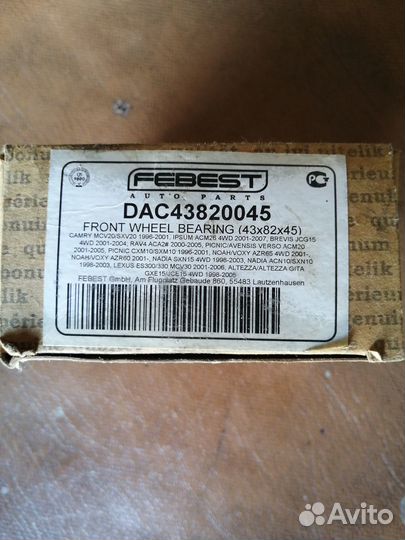 FEBEST
AUTO PARTS
DAC43820045
FRONT WHEEL BEARING (43x82x45)
CAMRY MCV20/SXV20 1996-2001, IPSUM ACM26 4WD 2001-2007, BREVIS JCG15
4WD 2001-2004, RAV4 ACA2# 2000-2005, PICNIC/AVENSIS VERSO ACM20
2001-2005, PICNIC CXM10/SXM10 1996-2001, NOAH/VOXY AZR65 4WD 2001-,
NOAH/VOXY AZR60 2001-, NADIA SXN15 4WD 1998-2003, NADIA ACN10/SXN10
1998-2003, LEXUS ES300/330 MCV30 2001-2006, ALTEZZA/ALTEZZA GITA
GXE15/JCE15 4WD 1998-2005
FEBEST GmbH, Am Flugplatz Gebaude 860, 55483 Lautzenhausen
Avito